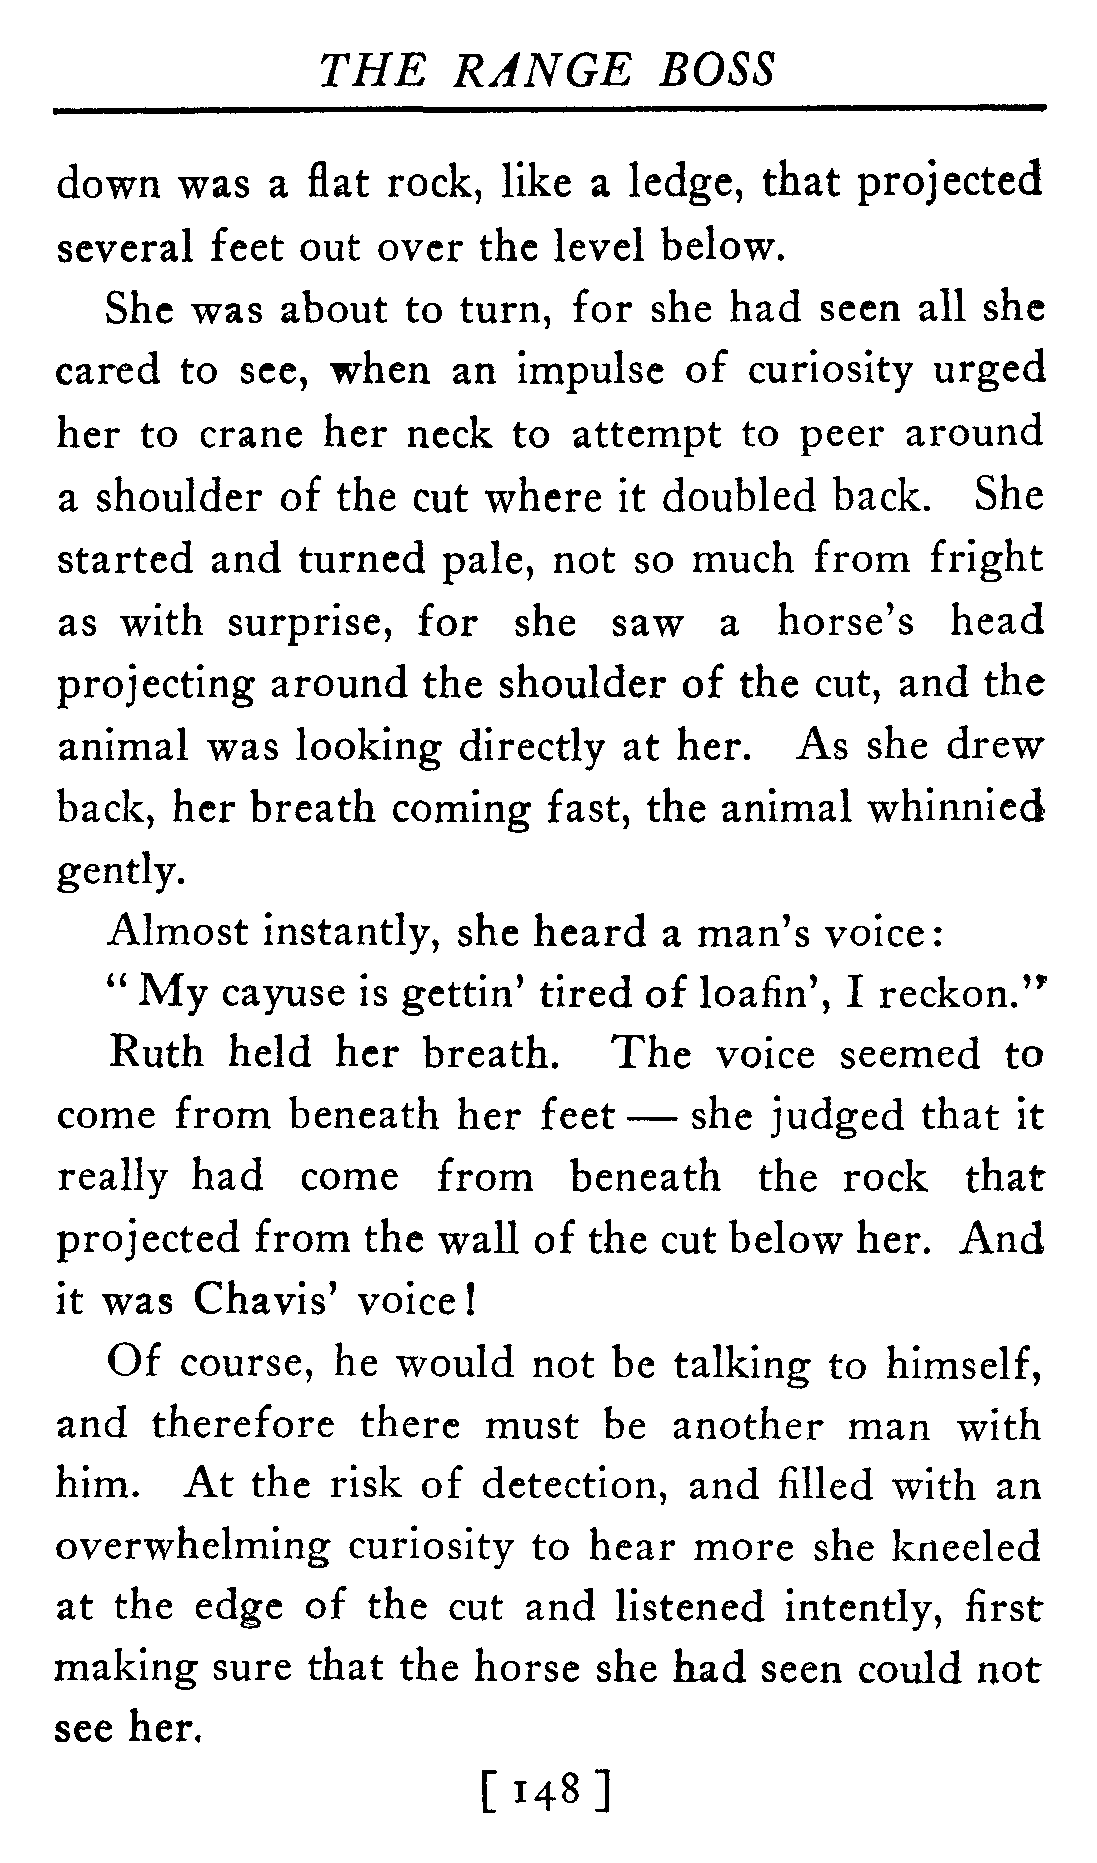 THE RANGE BOSS
down was a flat rock, like a ledge, that projected
several feet out over the level below.
She was about to turn, for she had seen all she
cared to see, when an impulse of curiosity urged
her to crane her neck to attempt to peer around
a shoulder of the cut where it doubled back. She
started and turned pale, not so much from fright
as with surprise, for she saw a horse's head
projecting around the shoulder of the cut, and the
animal was looking directly at her. As she drew
back, her breath coming fast, the animal whinnied
gently.
Almost instantly, she heard a man's voice:
"My cayuse is gettin' tired of loafin', I reckon."
Ruth held her breath. The voice seemed to
come from beneath her feet — she judged that it
really had come from beneath the rock that
projected from the wall of the cut below her. And
it was Chavis' voice!
Of course, he would not be talking to himself,
and therefore there must be another man with
him. At the risk of detection, and filled with an
overwhelming curiosity to hear more she kneeled
at the edge of the cut and listened intently, first
making sure that the horse she had seen could not
see her.
[ 148 ]